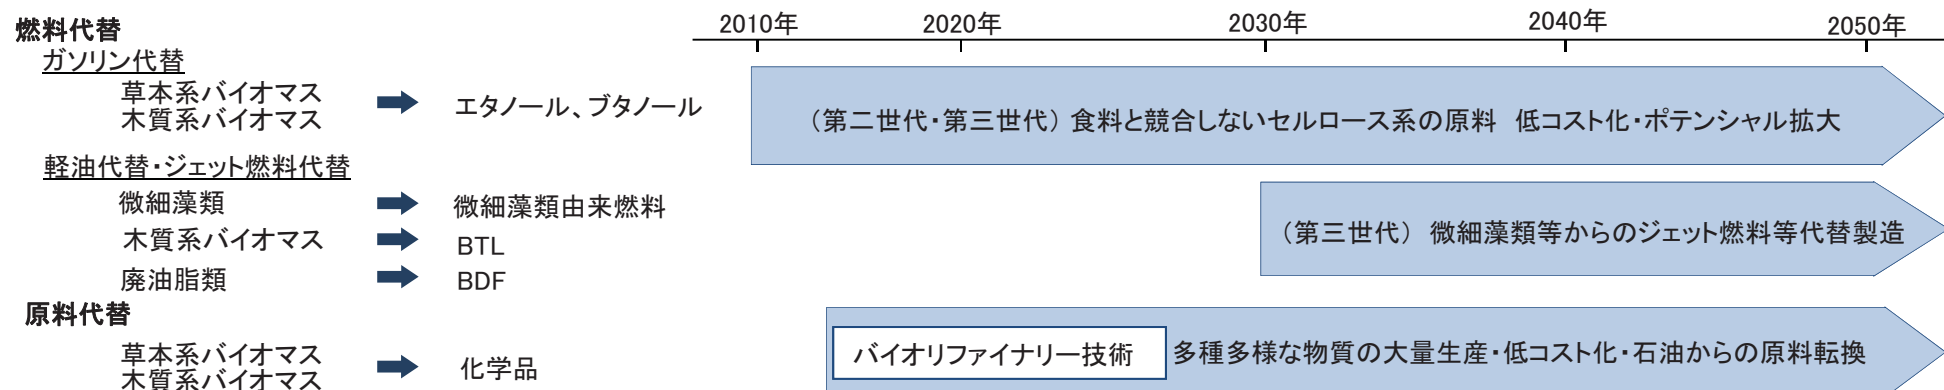 燃料代替
2010年 2020年 2030年 2040年 2050年
ガソリン代替
草本系バイオマス
木質系バイオマス
エタノール、ブタノール
（第二世代・第三世代）食料と競合しないセルロース系の原料 低コスト化・ポテンシャル拡大
軽油代替・ジェット燃料代替
微細藻類
微細藻類由来燃料
木質系バイオマス
BTL
廃油脂類
BDF
（第三世代） 微細藻類等からのジェット燃料等代替製造
原料代替
草本系バイオマス
木質系バイオマス
化学品
バイオリファイナリー技術
多種多様な物質の大量生産・低コスト化・石油からの原料転換